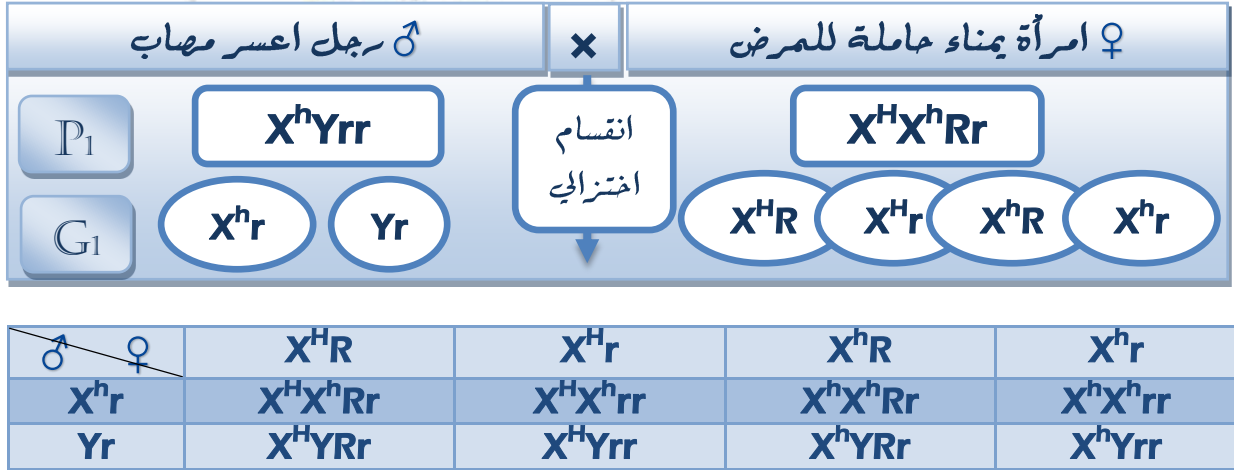 ♀ امرأة يمناء حاملة للمرض × ♂ رجل اعسر مصاب
P₁ XʰYrr انقسام XᴴXʰRr
اختزالي
G₁ Xʰr Yr XᴴR Xᴴr XʰR Xʰr
♂ ♀ XᴴR Xᴴr XʰR Xʰr
Xʰr XᴴXʰRr XᴴXʰrr XʰXʰRr XʰXʰrr
Yr XᴴYRr XᴴYrr XʰYRr XʰYrr